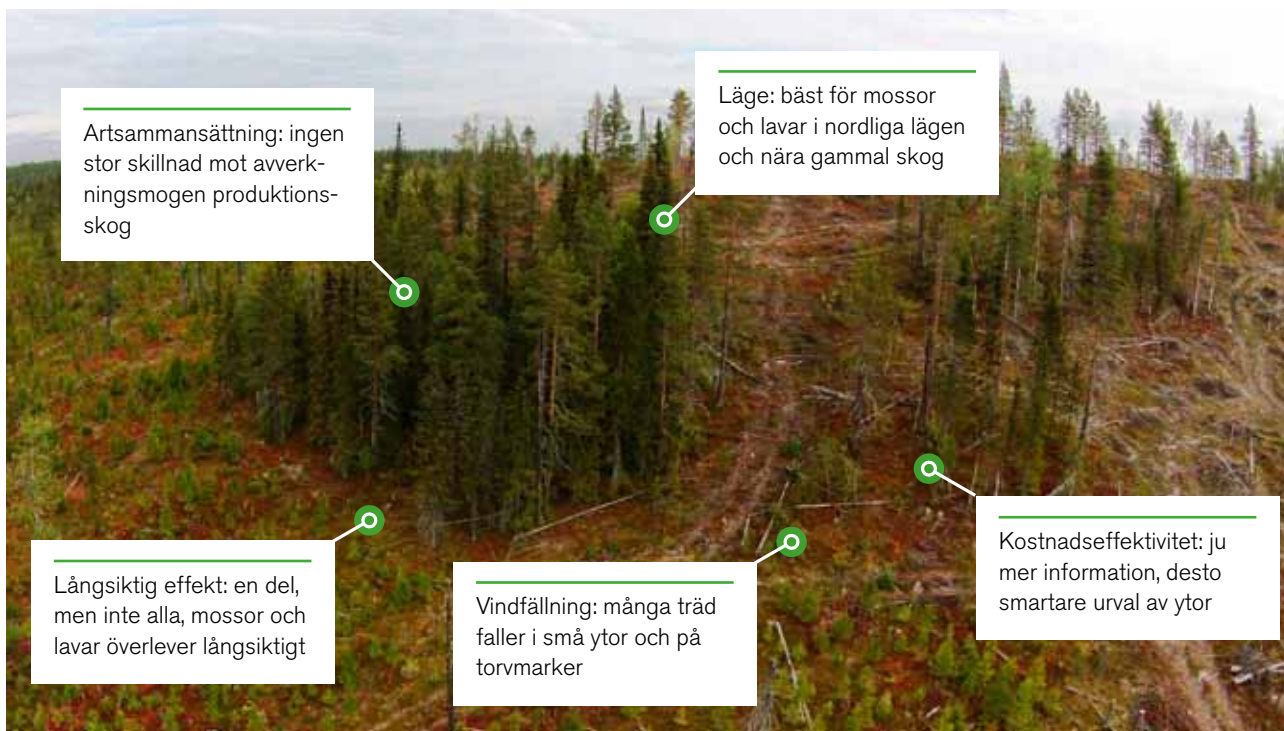 Artsammansättning: ingen
stor skillnad mot avverk-
ningsmogen produktions-
skog
Läge: bäst för mossor
och lavar i nordliga lägen
och nära gammal skog
Långsiktig effekt: en del,
men inte alla, mossor och
lavar överlever långsiktigt
Vindfällning: många träd
faller i små ytor och på
torvmarker
Kostnadseffektivitet: ju
mer information, desto
smartare urval av ytor